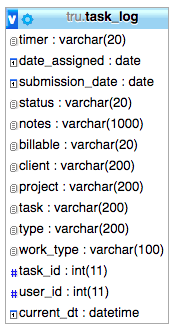 v tru.task_log
timer : varchar(20)
date_assigned : date
submission_date : date
status : varchar(20)
notes : varchar(1000)
billable : varchar(20)
client : varchar(200)
project : varchar(200)
task : varchar(200)
type : varchar(200)
work_type : varchar(100)
# task_id : int(11)
# user_id : int(11)
current_dt : datetime